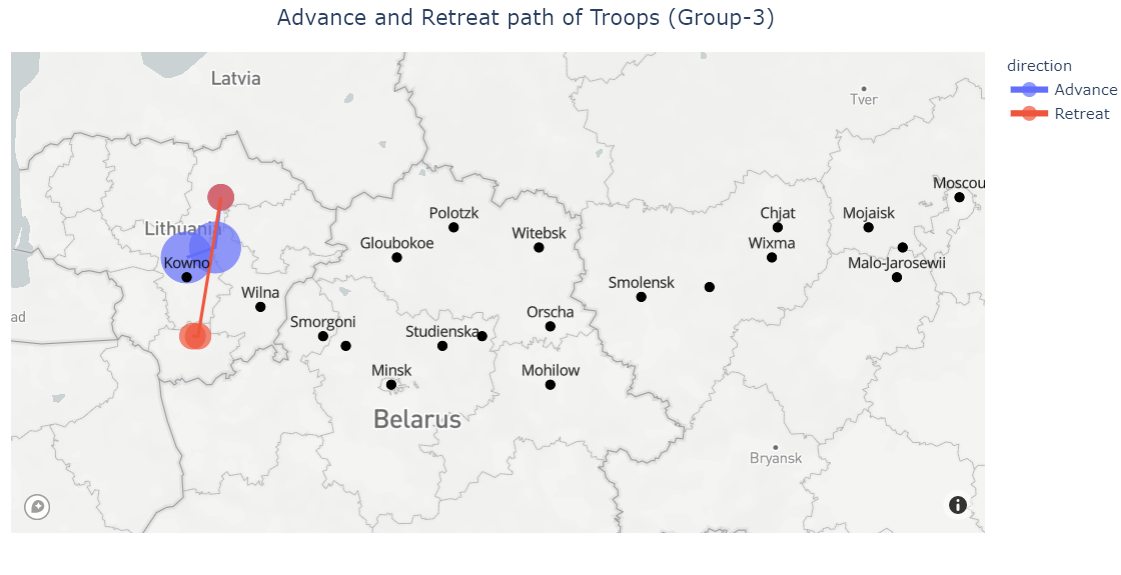 Advance and Retreat path of Troops (Group-3)
direction
Advance
Retreat
Latvia
Tver
Moscou
Polotzk
Chjat
Mojaisk
Lithuania
Witebsk
Gloubokoe
Wixma
Kowno
Malo-Jarosewii
Smolensk
Wilna
ad
Orscha
Smorgoni
Studienska
Minsk
Mohilow
Belarus
Bryansk